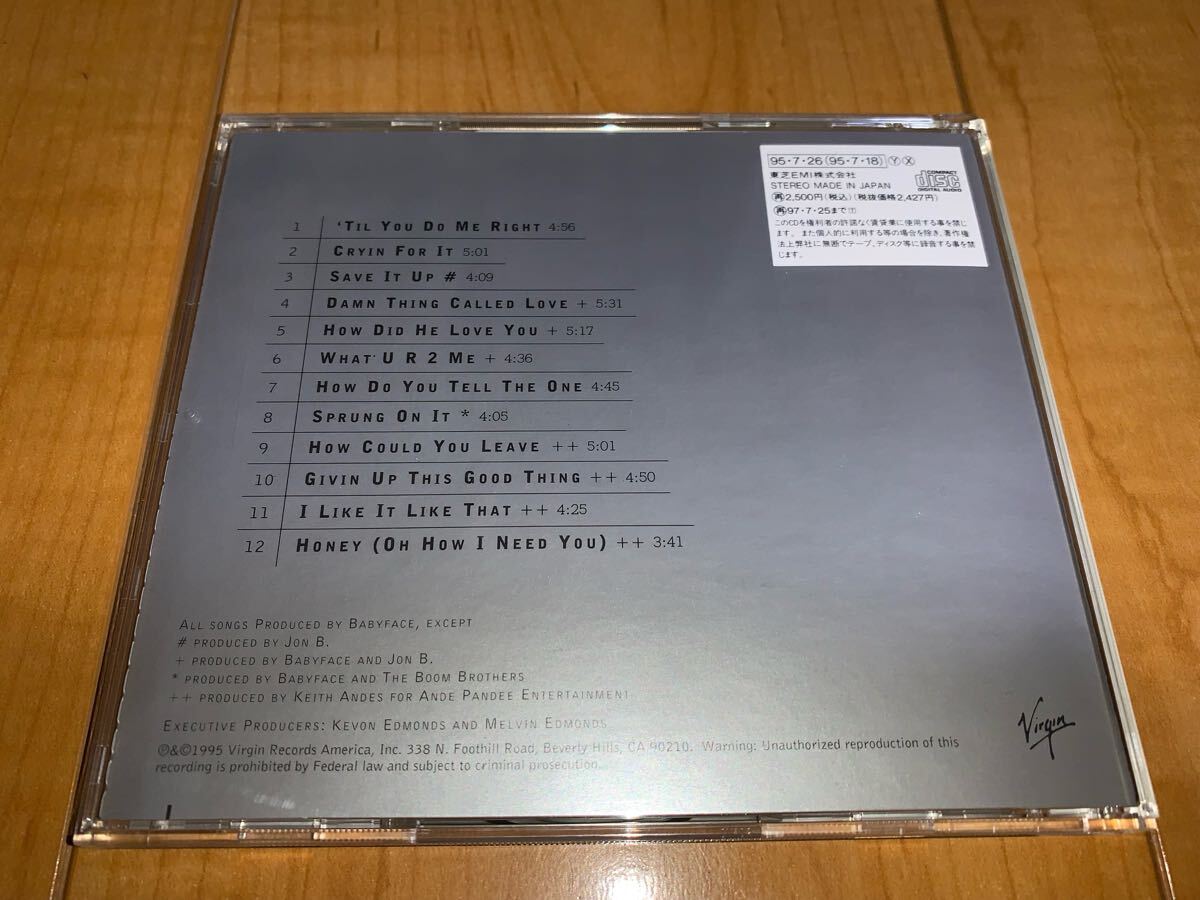 95・7・26(95・7・18) Ⓨ Ⓧ
東芝EMI株式会社
STEREO MADE IN JAPAN
COMPACT
disc
DIGITAL AUDIO
㊄2,500円(税込)(税抜価格2,427円)
㊄97・7・25まで
このCDを権利者の許諾なく賃貸業に使用する事を禁じ
ます。また個人的に利用する等の場合を除き、著作権
法上弊社に無断でテープ、ディスク等に録音する事を禁
じます。
1 ‘Til You Do Me Right 4:56
2 Cryin For It 5:01
3 Save It Up # 4:09
4 Damn Thing Called Love + 5:31
5 How Did He Love You + 5:17
6 What U R 2 Me + 4:36
7 How Do You Tell The One 4:45
8 Sprung On It * 4:05
9 How Could You Leave ++ 5:01
10 Givin Up This Good Thing ++ 4:50
11 I Like It Like That ++ 4:25
12 Honey (Oh How I Need You) ++ 3:41
All songs Produced by Babyface, except
# produced by Jon B.
+ produced by Babyface and Jon B.
* produced by Babyface and The Boom Brothers
++ produced by Keith Andes for Ande Pandee Entertainment
Executive Producers: Kevon Edmonds and Melvin Edmonds
℗&©1995 Virgin Records America, Inc. 338 N. Foothill Road, Beverly Hills, CA 90210. Warning: Unauthorized reproduction of this
recording is prohibited by Federal law and subject to criminal prosecution.
Virgin